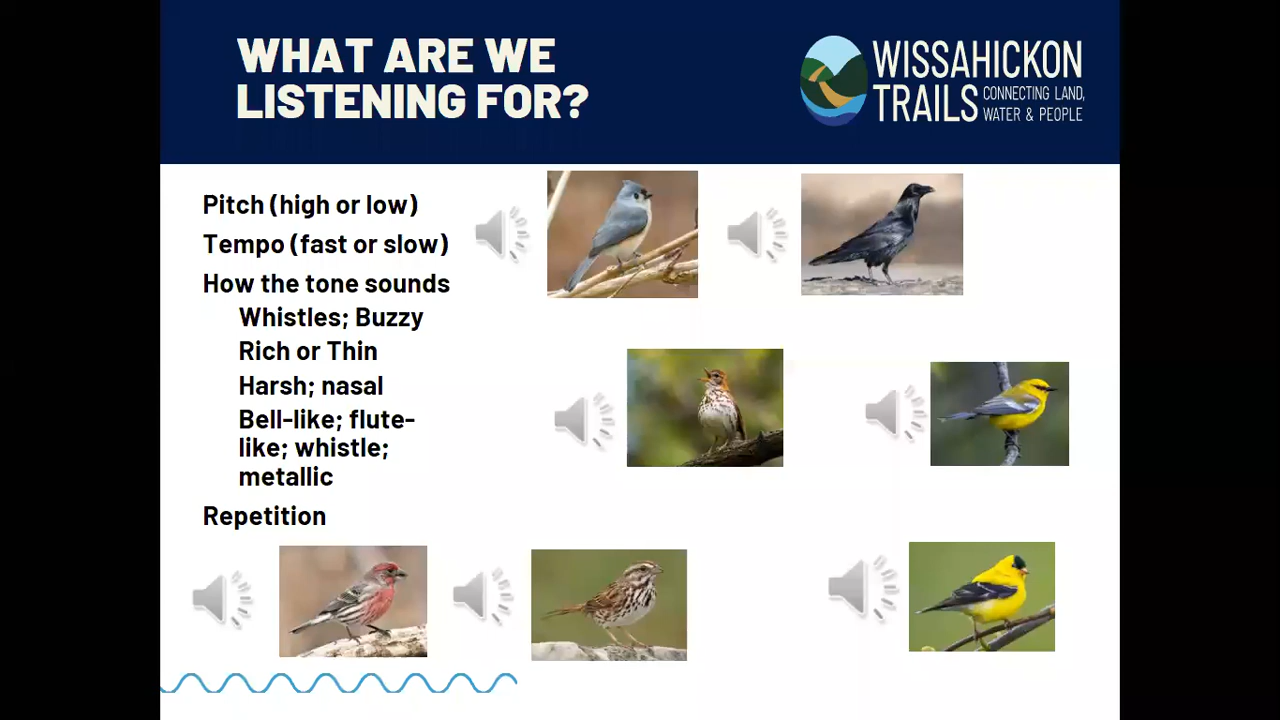 WHAT ARE WE
LISTENING FOR?
WISSAHICKON
TRAILS
CONNECTING LAND,
WATER & PEOPLE
Pitch (high or low)
Tempo (fast or slow)
How the tone sounds
Whistles; Buzzy
Rich or Thin
Harsh; nasal
Bell-like; flute-
like; whistle;
metallic
Repetition